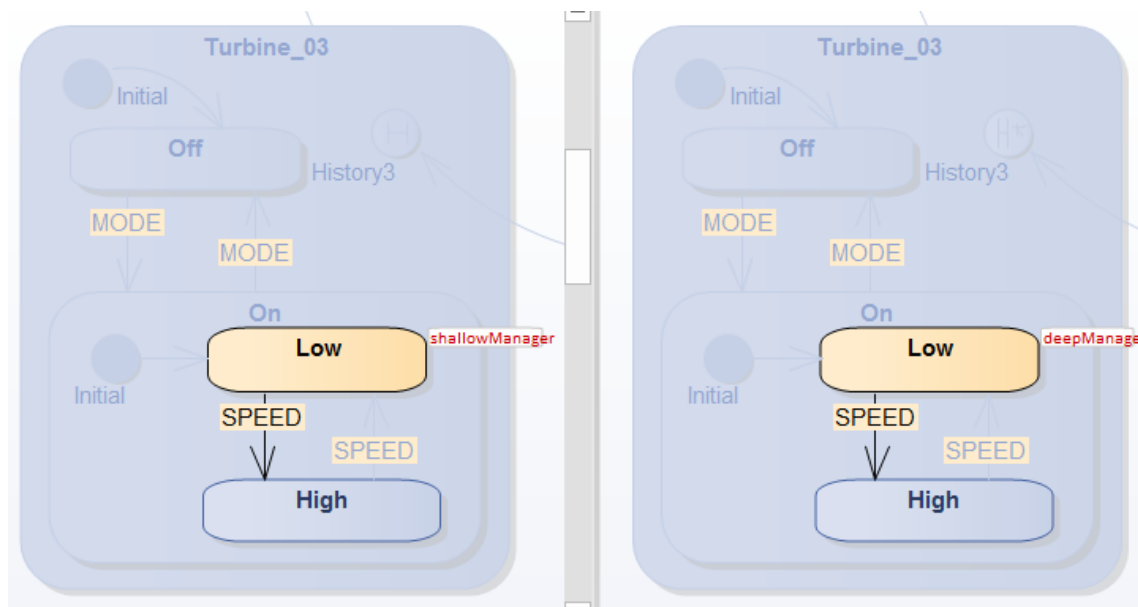 Turbine_03
Initial
Off
H
History3
MODE
MODE
On
Low
shallowManager
Initial
SPEED
SPEED
High
Turbine_03
Initial
Off
H*
History3
MODE
MODE
On
Low
deepManage
Initial
SPEED
SPEED
High